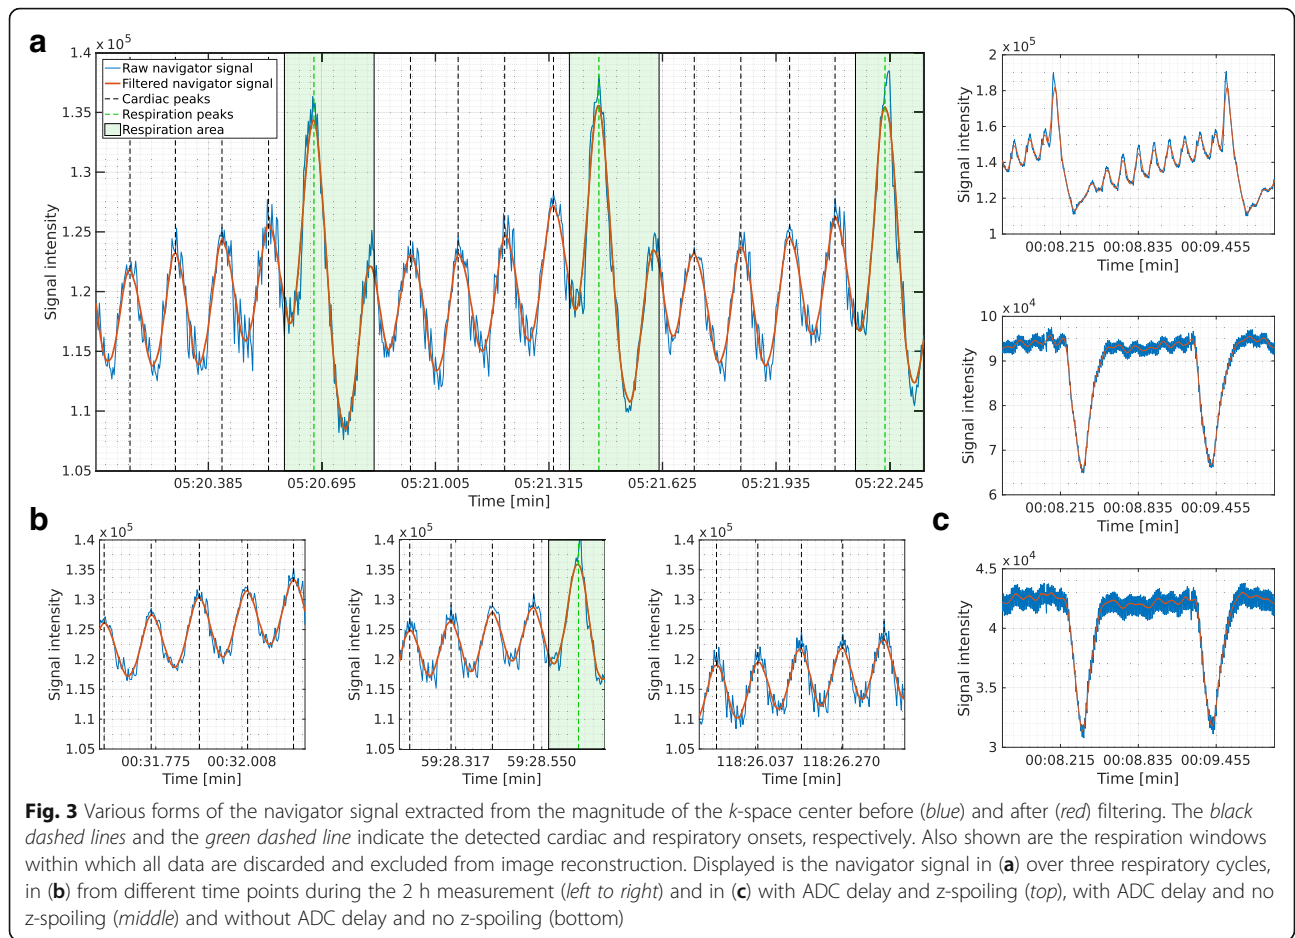 a
×10⁵
1.4
1.35
1.3
1.25
1.2
1.15
1.1
1.05
Signal intensity
Raw navigator signal
Filtered navigator signal
Cardiac peaks
Respiration peaks
Respiration area
05:20.385 05:20.695 05:21.005 05:21.315 05:21.625 05:21.935 05:22.245
Time [min]
b
×10⁵
1.4
1.35
1.3
1.25
1.2
1.15
1.1
1.05
Signal intensity
00:31.775 00:32.008
Time [min]
×10⁵
1.4
1.35
1.3
1.25
1.2
1.15
1.1
1.05
Signal intensity
59:28.317 59:28.550
Time [min]
×10⁵
1.4
1.35
1.3
1.25
1.2
1.15
1.1
1.05
Signal intensity
118:26.037 118:26.270
Time [min]
c
×10⁵
2
1.8
1.6
1.4
1.2
1
Signal intensity
00:08.215 00:08.835 00:09.455
Time [min]
×10⁴
10
9
8
7
6
Signal intensity
00:08.215 00:08.835 00:09.455
Time [min]
×10⁴
4.5
4
3.5
3
Signal intensity
00:08.215 00:08.835 00:09.455
Time [min]
Fig. 3 Various forms of the navigator signal extracted from the magnitude of the k-space center before (blue) and after (red) filtering. The black
dashed lines and the green dashed line indicate the detected cardiac and respiratory onsets, respectively. Also shown are the respiration windows
within which all data are discarded and excluded from image reconstruction. Displayed is the navigator signal in (a) over three respiratory cycles,
in (b) from different time points during the 2 h measurement (left to right) and in (c) with ADC delay and z-spoiling (top), with ADC delay and no
z-spoiling (middle) and without ADC delay and no z-spoiling (bottom)